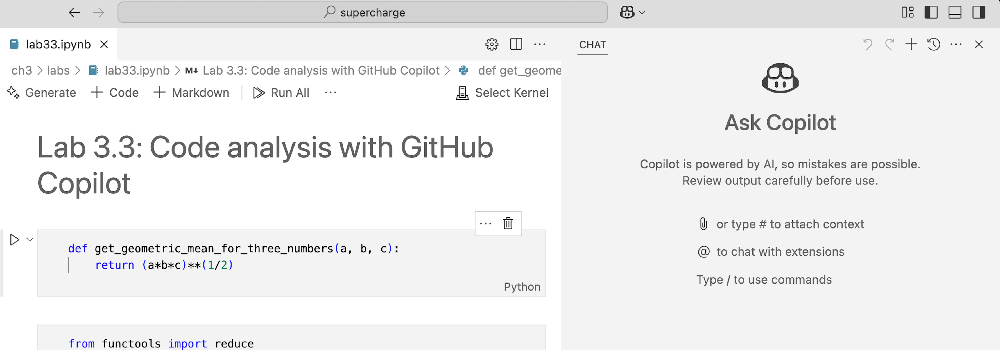 supercharge
lab33.ipynb
CHAT
ch3 > labs > lab33.ipynb > M↓ Lab 3.3: Code analysis with GitHub Copilot > def get_geome
Generate + Code + Markdown | Run All ... Select Kernel
Lab 3.3: Code analysis with GitHub
Copilot
def get_geometric_mean_for_three_numbers(a, b, c):
    return (a*b*c)**(1/2)
Python
from functools import reduce
Ask Copilot
Copilot is powered by AI, so mistakes are possible.
Review output carefully before use.
or type # to attach context
@ to chat with extensions
Type / to use commands